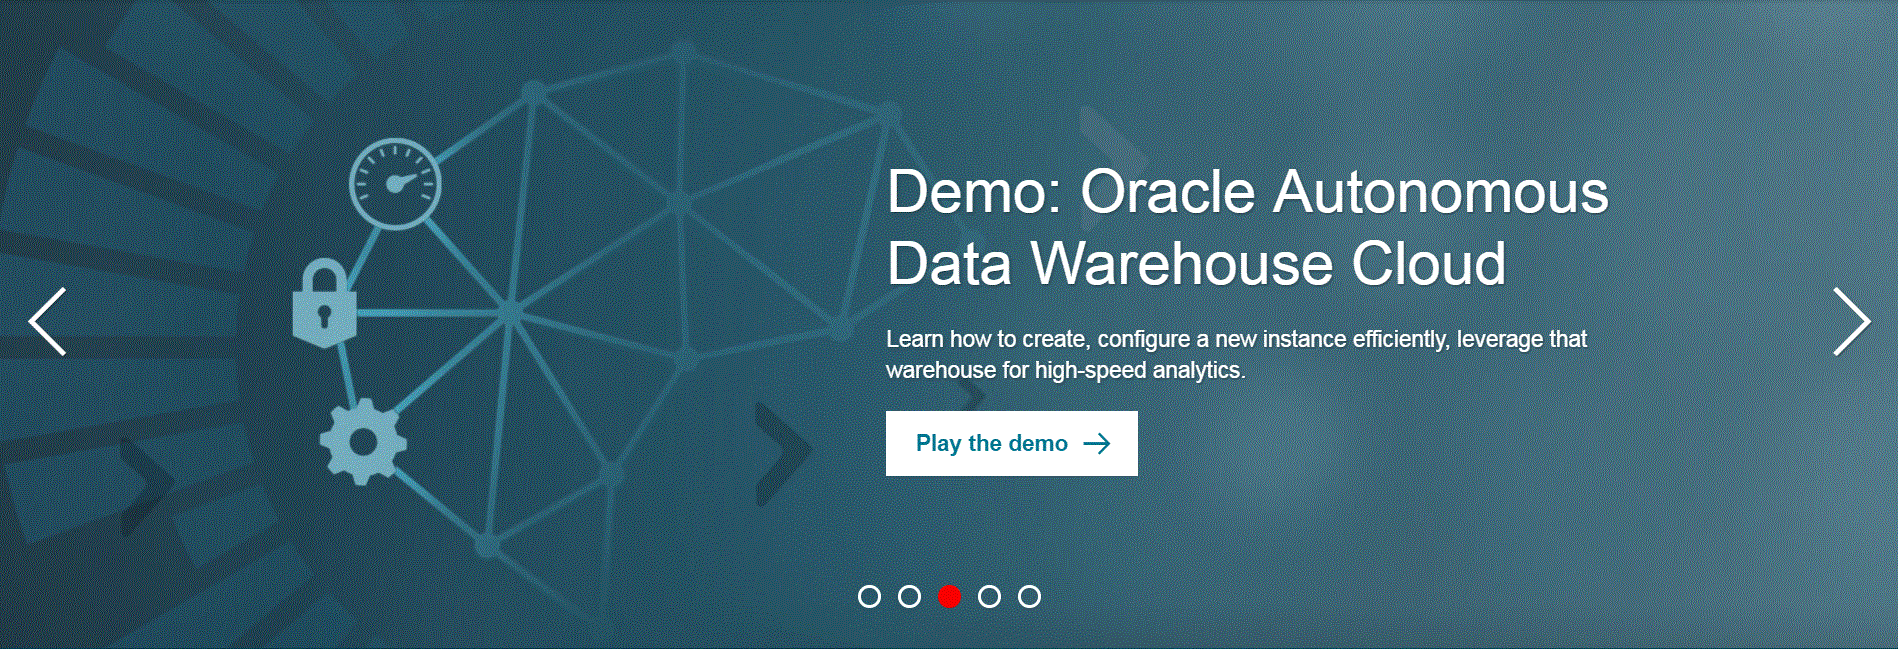 Demo: Oracle Autonomous
Data Warehouse Cloud
Learn how to create, configure a new instance efficiently, leverage that
warehouse for high-speed analytics.
Play the demo